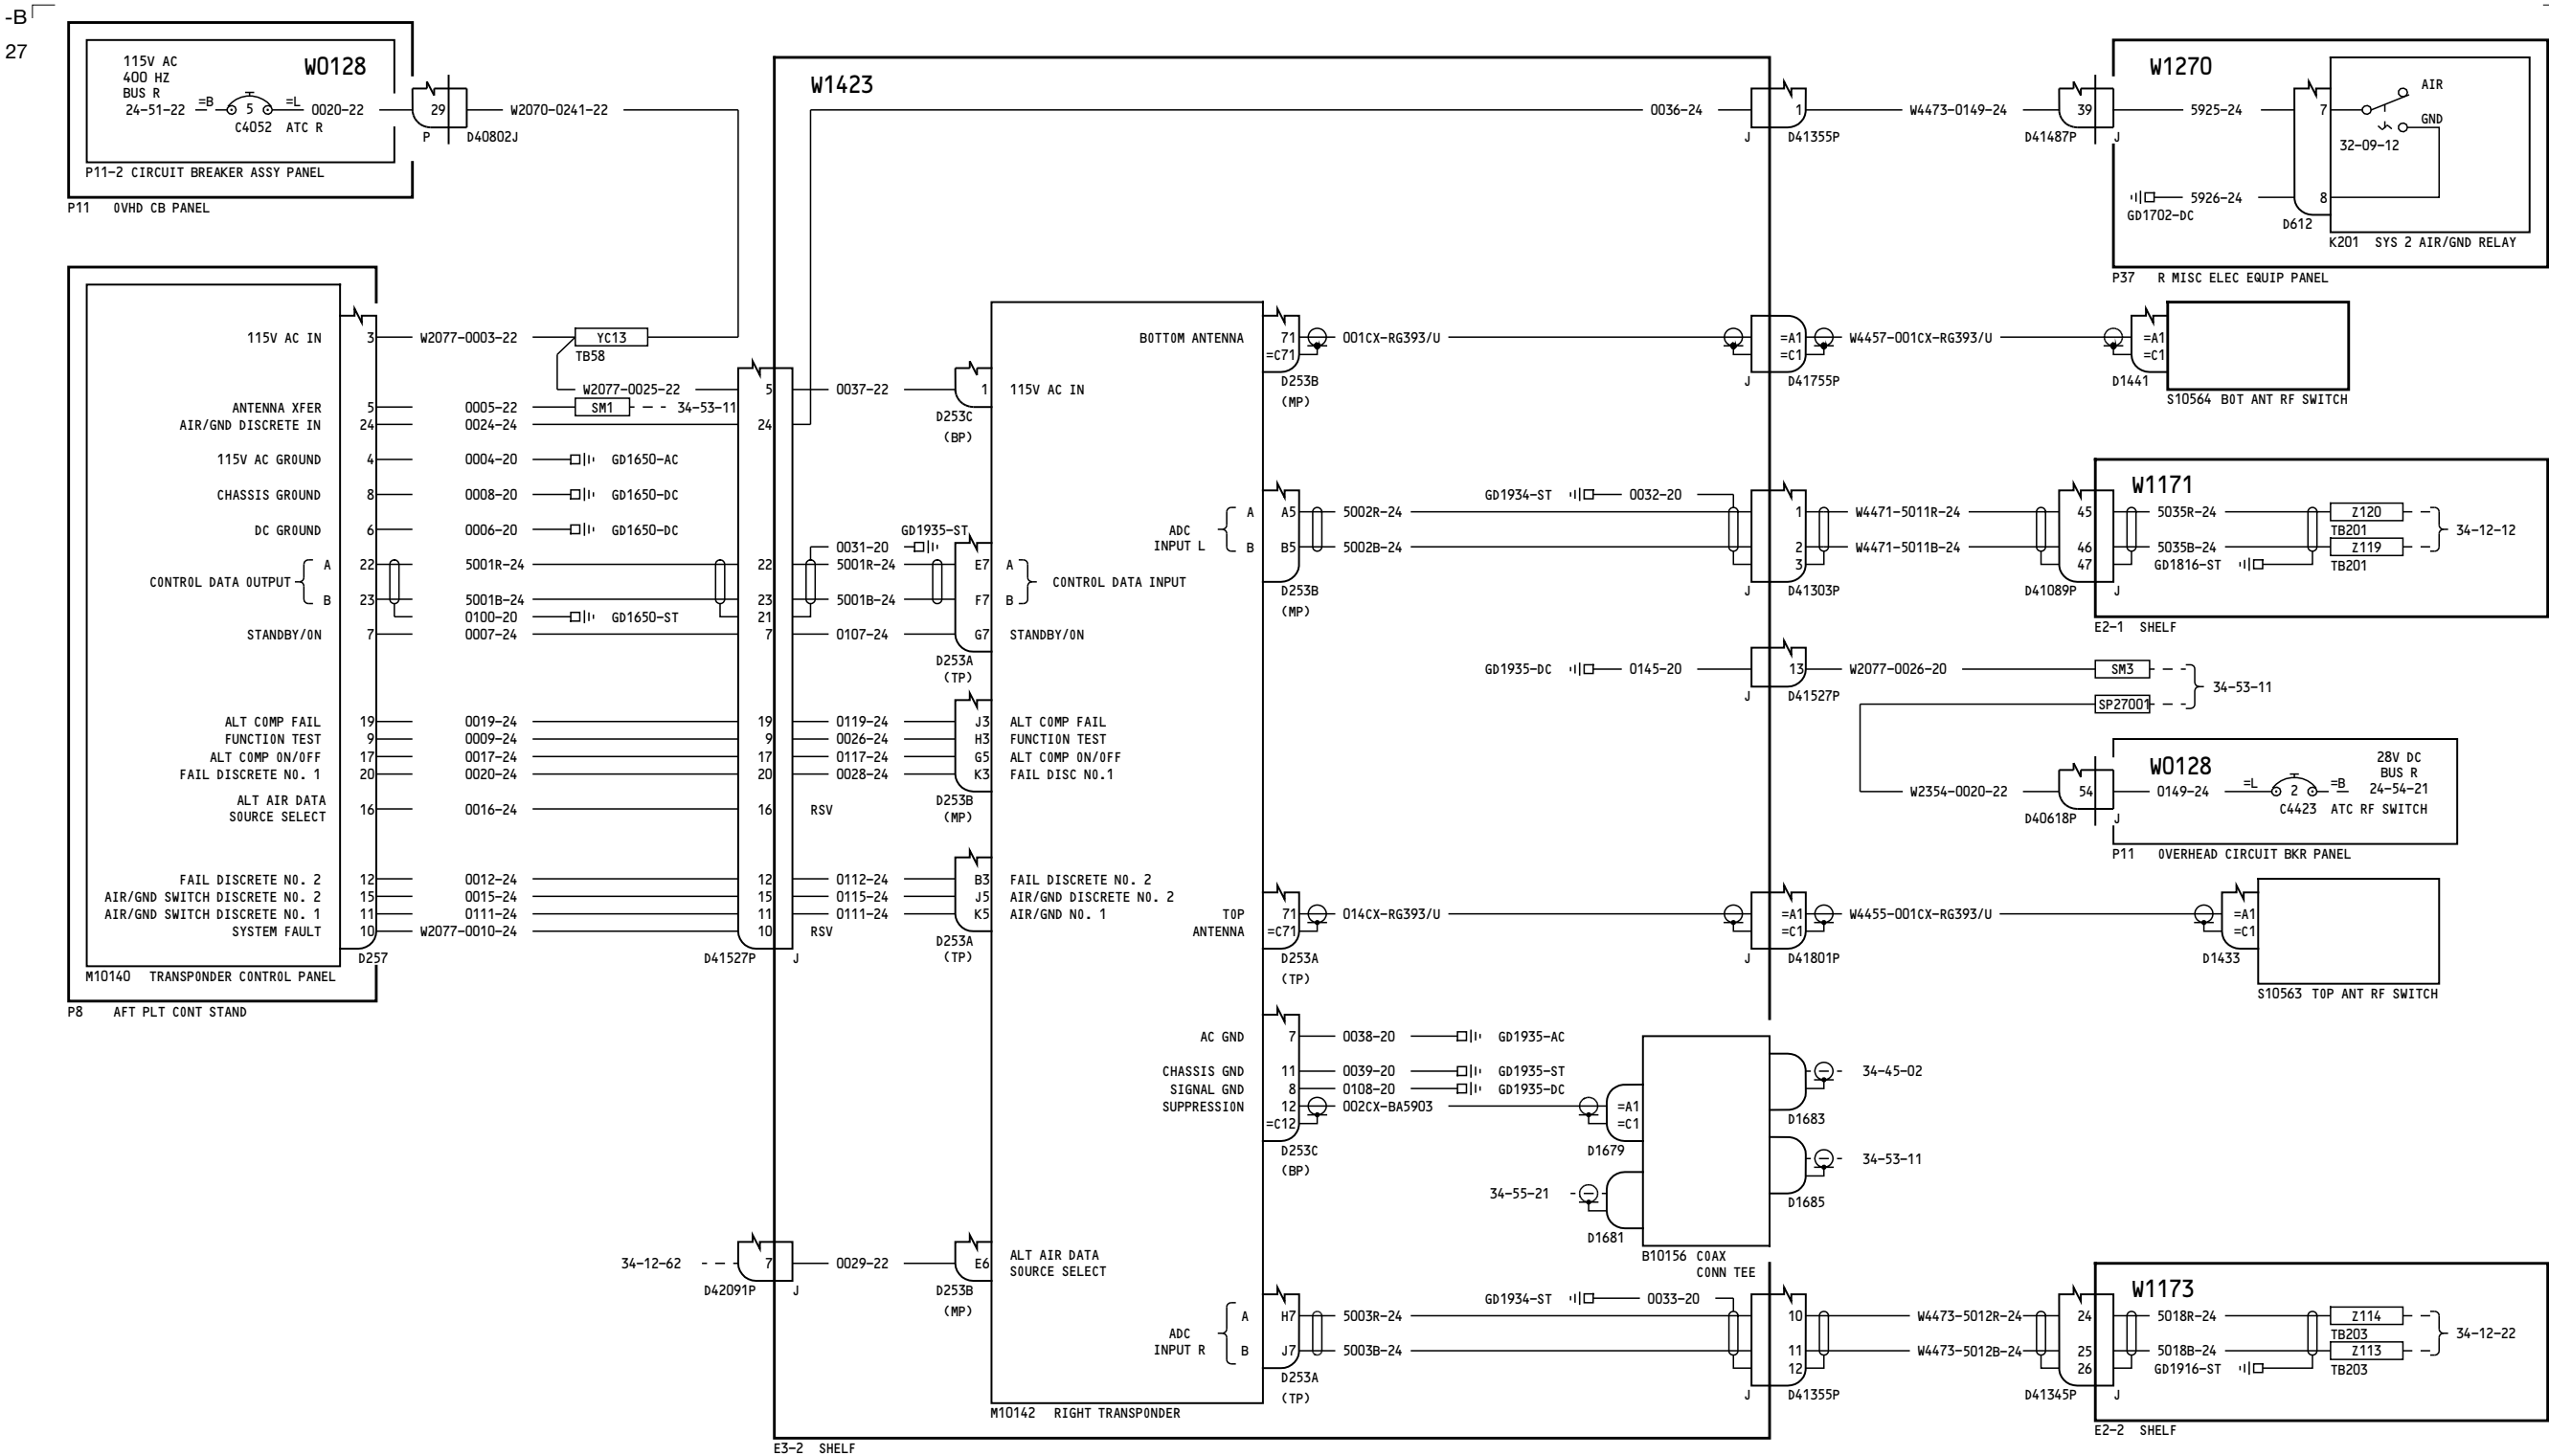 -B
27
115V AC
400 HZ
BUS R
24-51-22
=B
5
=L
0020-22
C4052 ATC R
W0128
P11-2 CIRCUIT BREAKER ASSY PANEL
P11 OVHD CB PANEL
29
P
D40802J
W2070-0241-22
W1423
0036-24
1
J
D41355P
W4473-0149-24
39
D41487P
J
W1270
5925-24
7
AIR
GND
32-09-12
5926-24
GD1702-DC
8
D612
K201 SYS 2 AIR/GND RELAY
P37 R MISC ELEC EQUIP PANEL
115V AC IN
3
W2077-0003-22
YC13
TB58
W2077-0025-22
5
0037-22
1
115V AC IN
D253C
(BP)
ANTENNA XFER
5
0005-22
SM1
34-53-11
AIR/GND DISCRETE IN
24
0024-24
24
115V AC GROUND
4
0004-20
GD1650-AC
CHASSIS GROUND
8
0008-20
GD1650-DC
DC GROUND
6
0006-20
GD1650-DC
CONTROL DATA OUTPUT
A
22
5001R-24
22
B
23
5001B-24
23
0100-20
GD1650-ST
21
STANDBY/ON
7
0007-24
7
GD1935-ST
0031-20
5001R-24
E7
A
5001B-24
F7
B
CONTROL DATA INPUT
0107-24
G7
STANDBY/ON
D253A
(TP)
ALT COMP FAIL
19
0019-24
19
0119-24
J3
ALT COMP FAIL
FUNCTION TEST
9
0009-24
9
0026-24
H3
FUNCTION TEST
ALT COMP ON/OFF
17
0017-24
17
0117-24
G5
ALT COMP ON/OFF
FAIL DISCRETE NO. 1
20
0020-24
20
0028-24
K3
FAIL DISC NO.1
D253B
(MP)
ALT AIR DATA
SOURCE SELECT
16
0016-24
16
RSV
FAIL DISCRETE NO. 2
12
0012-24
12
0112-24
B3
FAIL DISCRETE NO. 2
AIR/GND SWITCH DISCRETE NO. 2
15
0015-24
15
0115-24
J5
AIR/GND DISCRETE NO. 2
AIR/GND SWITCH DISCRETE NO. 1
11
0111-24
11
0111-24
K5
AIR/GND NO. 1
SYSTEM FAULT
10
W2077-0010-24
10
RSV
D253A
(TP)
D257
D41527P
J
M10140 TRANSPONDER CONTROL PANEL
P8 AFT PLT CONT STAND
34-12-62
7
D42091P
J
0029-22
E6
ALT AIR DATA
SOURCE SELECT
D253B
(MP)
BOTTOM ANTENNA
71
=C71
D253B
(MP)
001CX-RG393/U
=A1
=C1
J
D41755P
W4457-001CX-RG393/U
=A1
=C1
D1441
S10564 BOT ANT RF SWITCH
ADC
INPUT L
A
A5
5002R-24
B
B5
5002B-24
D253B
(MP)
GD1934-ST
0032-20
1
2
3
J
D41303P
W4471-5011R-24
W4471-5011B-24
45
46
47
D41089P
J
W1171
5035R-24
Z120
TB201
5035B-24
Z119
TB201
GD1816-ST
34-12-12
E2-1 SHELF
GD1935-DC
0145-20
13
J
D41527P
W2077-0026-20
SM3
SP27001
34-53-11
W2354-0020-22
54
D40618P
J
W0128
0149-24
=L
2
=B
C4423 ATC RF SWITCH
28V DC
BUS R
24-54-21
P11 OVERHEAD CIRCUIT BKR PANEL
TOP
ANTENNA
71
=C71
D253A
(TP)
014CX-RG393/U
=A1
=C1
J
D41801P
W4455-001CX-RG393/U
=A1
=C1
D1433
S10563 TOP ANT RF SWITCH
AC GND
7
0038-20
GD1935-AC
CHASSIS GND
11
0039-20
GD1935-ST
SIGNAL GND
8
0108-20
GD1935-DC
SUPPRESSION
12
002CX-BA5903
=C12
D253C
(BP)
=A1
=C1
D1679
34-55-21
D1681
34-45-02
D1683
34-53-11
D1685
B10156 COAX
CONN TEE
ADC
INPUT R
A
H7
5003R-24
B
J7
5003B-24
D253A
(TP)
GD1934-ST
0033-20
10
11
12
J
D41355P
W4473-5012R-24
W4473-5012B-24
24
25
26
D41345P
J
W1173
5018R-24
Z114
TB203
5018B-24
Z113
TB203
GD1916-ST
34-12-22
E2-2 SHELF
M10142 RIGHT TRANSPONDER
E3-2 SHELF